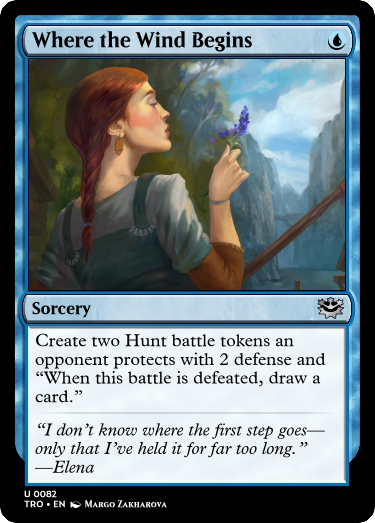 Where the Wind Begins
Sorcery
Create two Hunt battle tokens an
opponent protects with 2 defense and
“When this battle is defeated, draw a
card.”
“I don’t know where the first step goes—
only that I’ve held it for far too long.”
—Elena
U 0082
TRO • EN Margo Zakharova